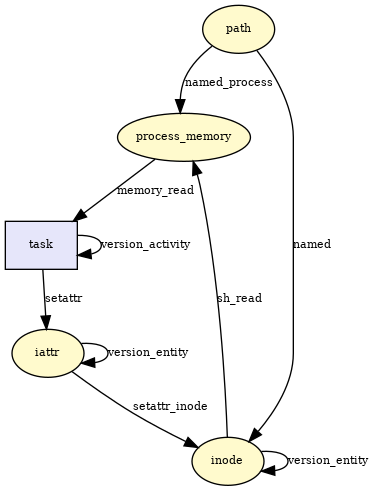 path
named_process
process_memory
memory_read
task
version_activity
named
setattr
sh_read
iattr
version_entity
setattr_inode
inode
version_entity